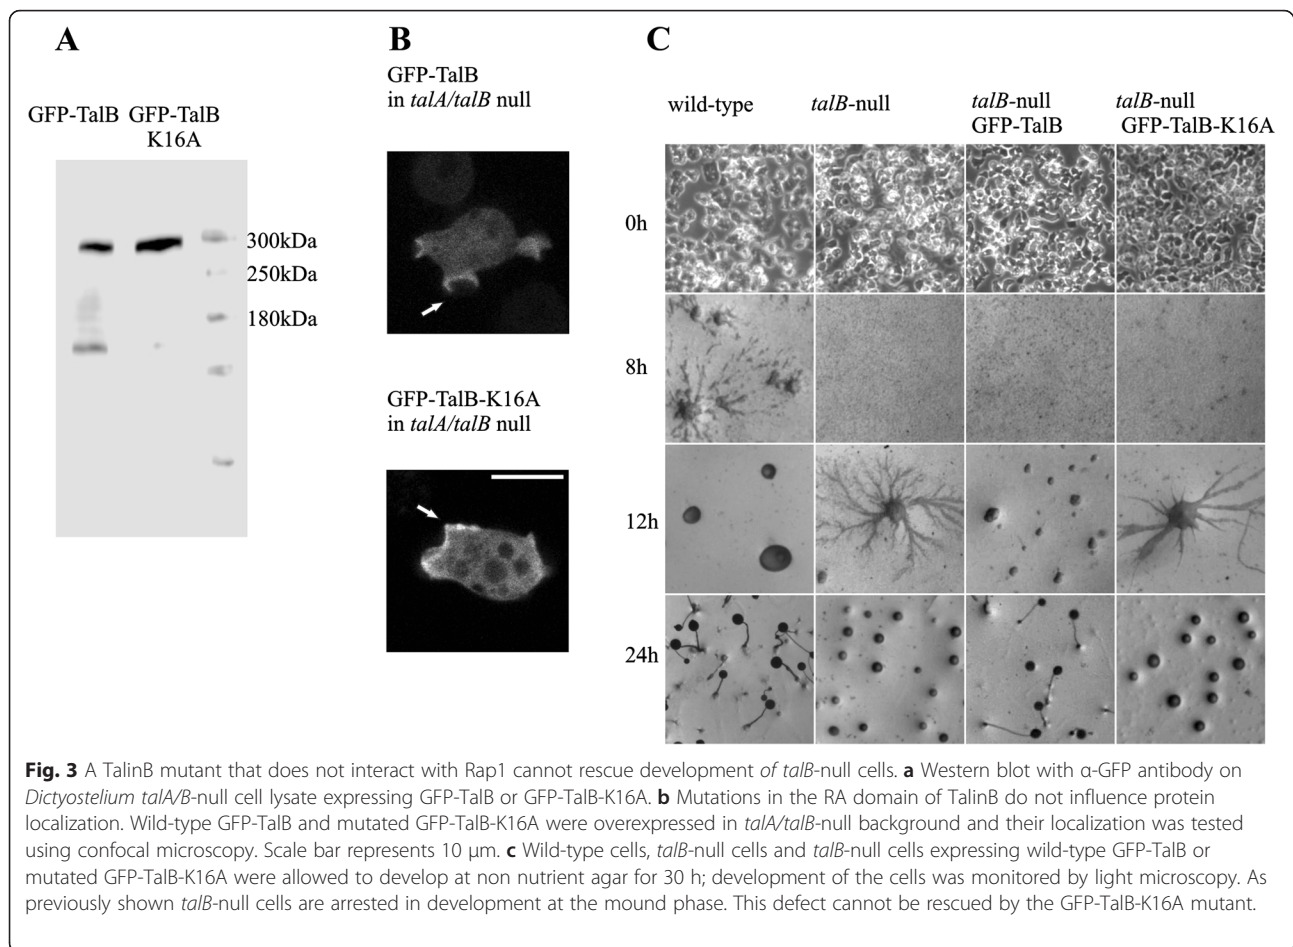 A
GFP-TalB GFP-TalB
K16A
300kDa
250kDa
180kDa
B
GFP-TalB
in talA/talB null
GFP-TalB-K16A
in talA/talB null
C
wild-type talB-null talB-null talB-null
GFP-TalB GFP-TalB-K16A
0h
8h
12h
24h
Fig. 3 A TalinB mutant that does not interact with Rap1 cannot rescue development of talB-null cells. a Western blot with α-GFP antibody on
Dictyostelium talA/B-null cell lysate expressing GFP-TalB or GFP-TalB-K16A. b Mutations in the RA domain of TalinB do not influence protein
localization. Wild-type GFP-TalB and mutated GFP-TalB-K16A were overexpressed in talA/talB-null background and their localization was tested
using confocal microscopy. Scale bar represents 10 μm. c Wild-type cells, talB-null cells and talB-null cells expressing wild-type GFP-TalB or
mutated GFP-TalB-K16A were allowed to develop at non nutrient agar for 30 h; development of the cells was monitored by light microscopy. As
previously shown talB-null cells are arrested in development at the mound phase. This defect cannot be rescued by the GFP-TalB-K16A mutant.